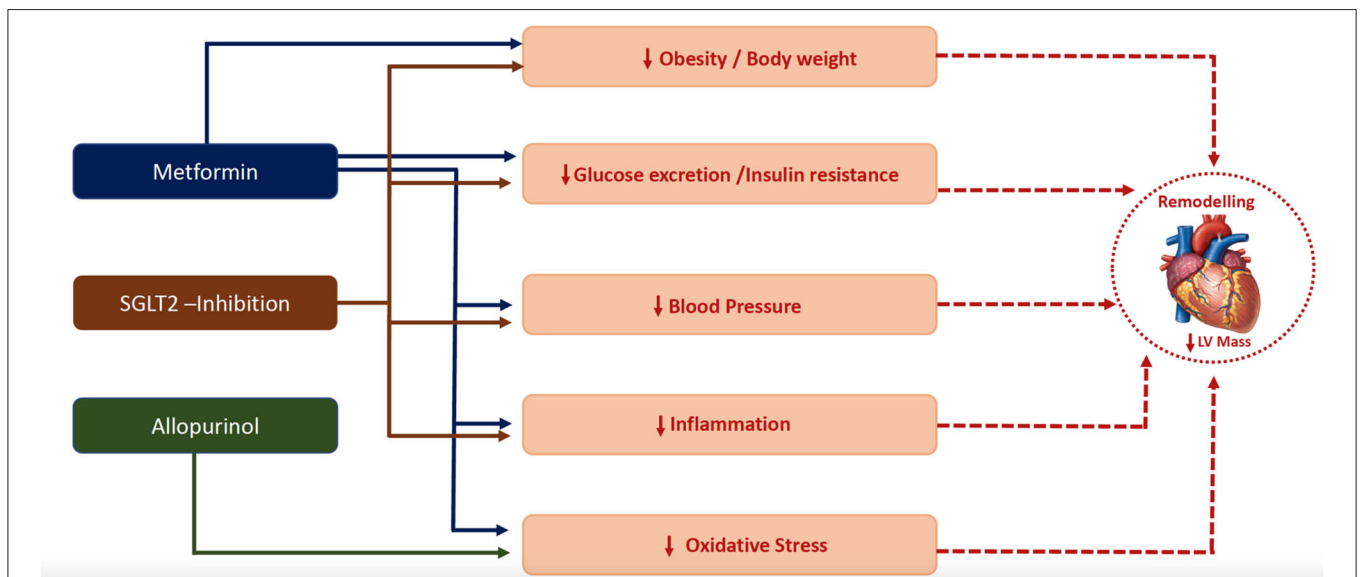 ↓ Obesity / Body weight
Metformin
↓ Glucose excretion /Insulin resistance
Remodelling
SGLT2 –Inhibition
↓ Blood Pressure
↓ LV Mass
Allopurinol
↓ Inflammation
↓ Oxidative Stress